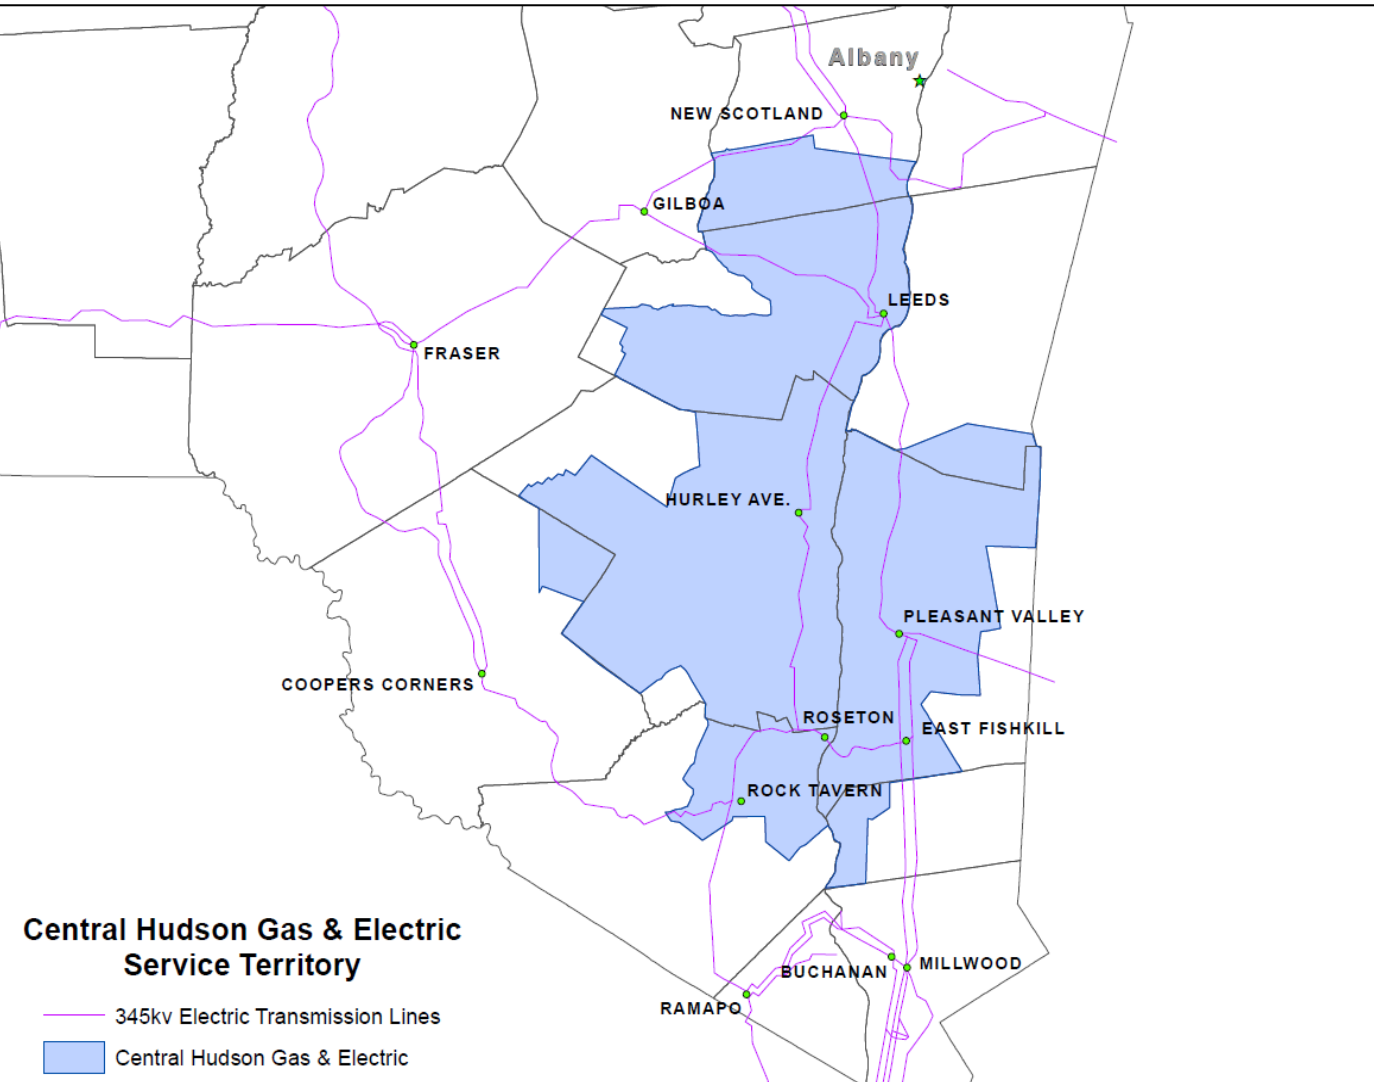 Albany
NEW SCOTLAND
GILBOA
LEEDS
FRASER
HURLEY AVE.
PLEASANT VALLEY
COOPERS CORNERS
ROSETON
EAST FISHKILL
ROCK TAVERN
Central Hudson Gas & Electric
Service Territory
BUCHANAN
MILLWOOD
RAMAPO
345kv Electric Transmission Lines
Central Hudson Gas & Electric